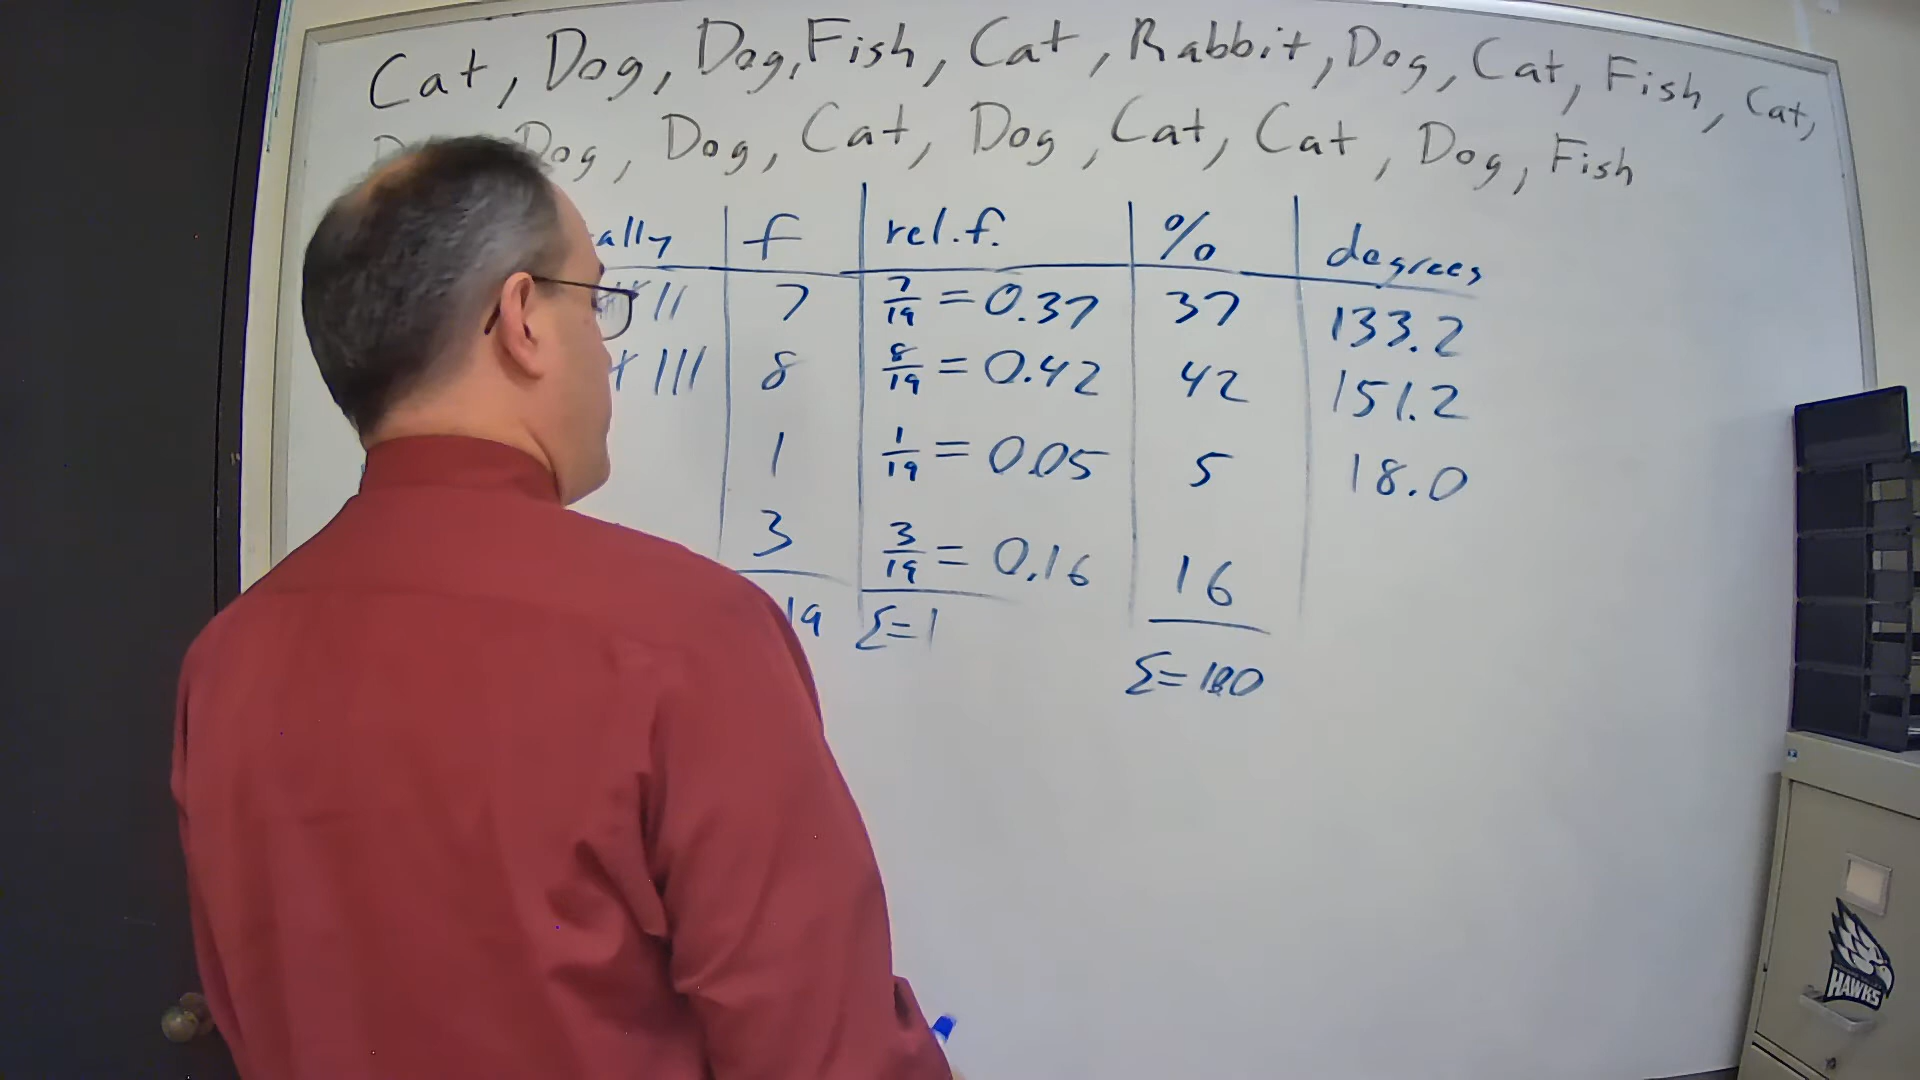 Cat, Dog, Dog, Fish, Cat, Rabbit, Dog, Cat, Fish, Cat,
Dog, Dog, Cat, Dog, Cat, Cat, Dog, Fish
ally f rel.f. % degrees
7 7/19 = 0.37 37 133.2
8 8/19 = 0.42 42 151.2
1 1/19 = 0.05 5 18.0
3 3/19 = 0.16 16
19 Σ=1
Σ=100
HAWKS